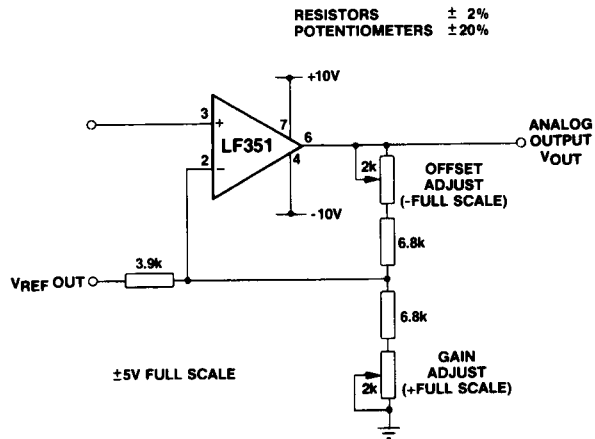 RESISTORS ± 2%
POTENTIOMETERS ±20%
+10V
3
+
7
6
LF351
2
−
4
-10V
ANALOG
OUTPUT
VOUT
2k
OFFSET
ADJUST
(-FULL SCALE)
6.8k
3.9k
VREF OUT
6.8k
±5V FULL SCALE
GAIN
ADJUST
(+FULL SCALE)
2k